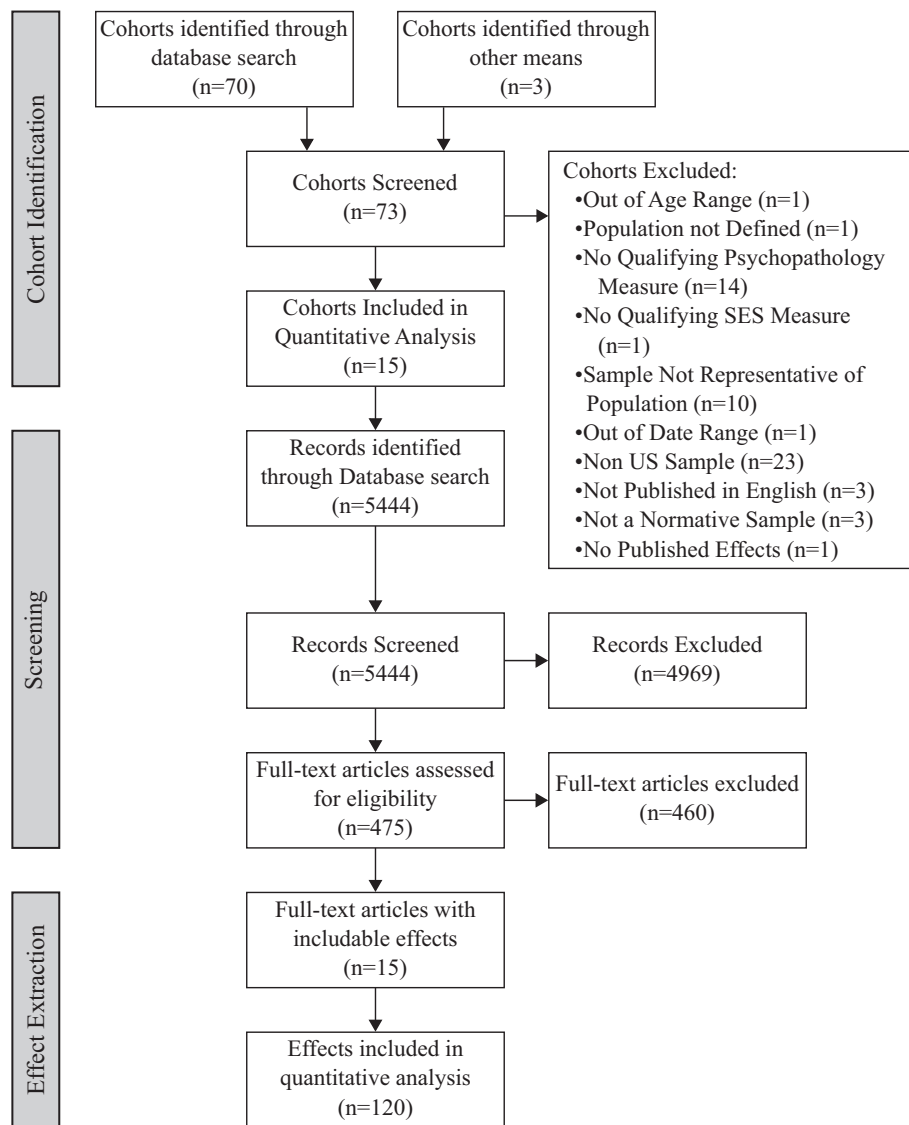 Cohort Identification
Cohorts identified through
database search
(n=70)
Cohorts identified through
other means
(n=3)
Cohorts Screened
(n=73)
Cohorts Excluded:
•Out of Age Range (n=1)
•Population not Defined (n=1)
•No Qualifying Psychopathology
Measure (n=14)
•No Qualifying SES Measure
(n=1)
•Sample Not Representative of
Population (n=10)
•Out of Date Range (n=1)
•Non US Sample (n=23)
•Not Published in English (n=3)
•Not a Normative Sample (n=3)
•No Published Effects (n=1)
Cohorts Included in
Quantitative Analysis
(n=15)
Screening
Records identified
through Database search
(n=5444)
Records Screened
(n=5444)
Records Excluded
(n=4969)
Full-text articles assessed
for eligibility
(n=475)
Full-text articles excluded
(n=460)
Effect Extraction
Full-text articles with
includable effects
(n=15)
Effects included in
quantitative analysis
(n=120)